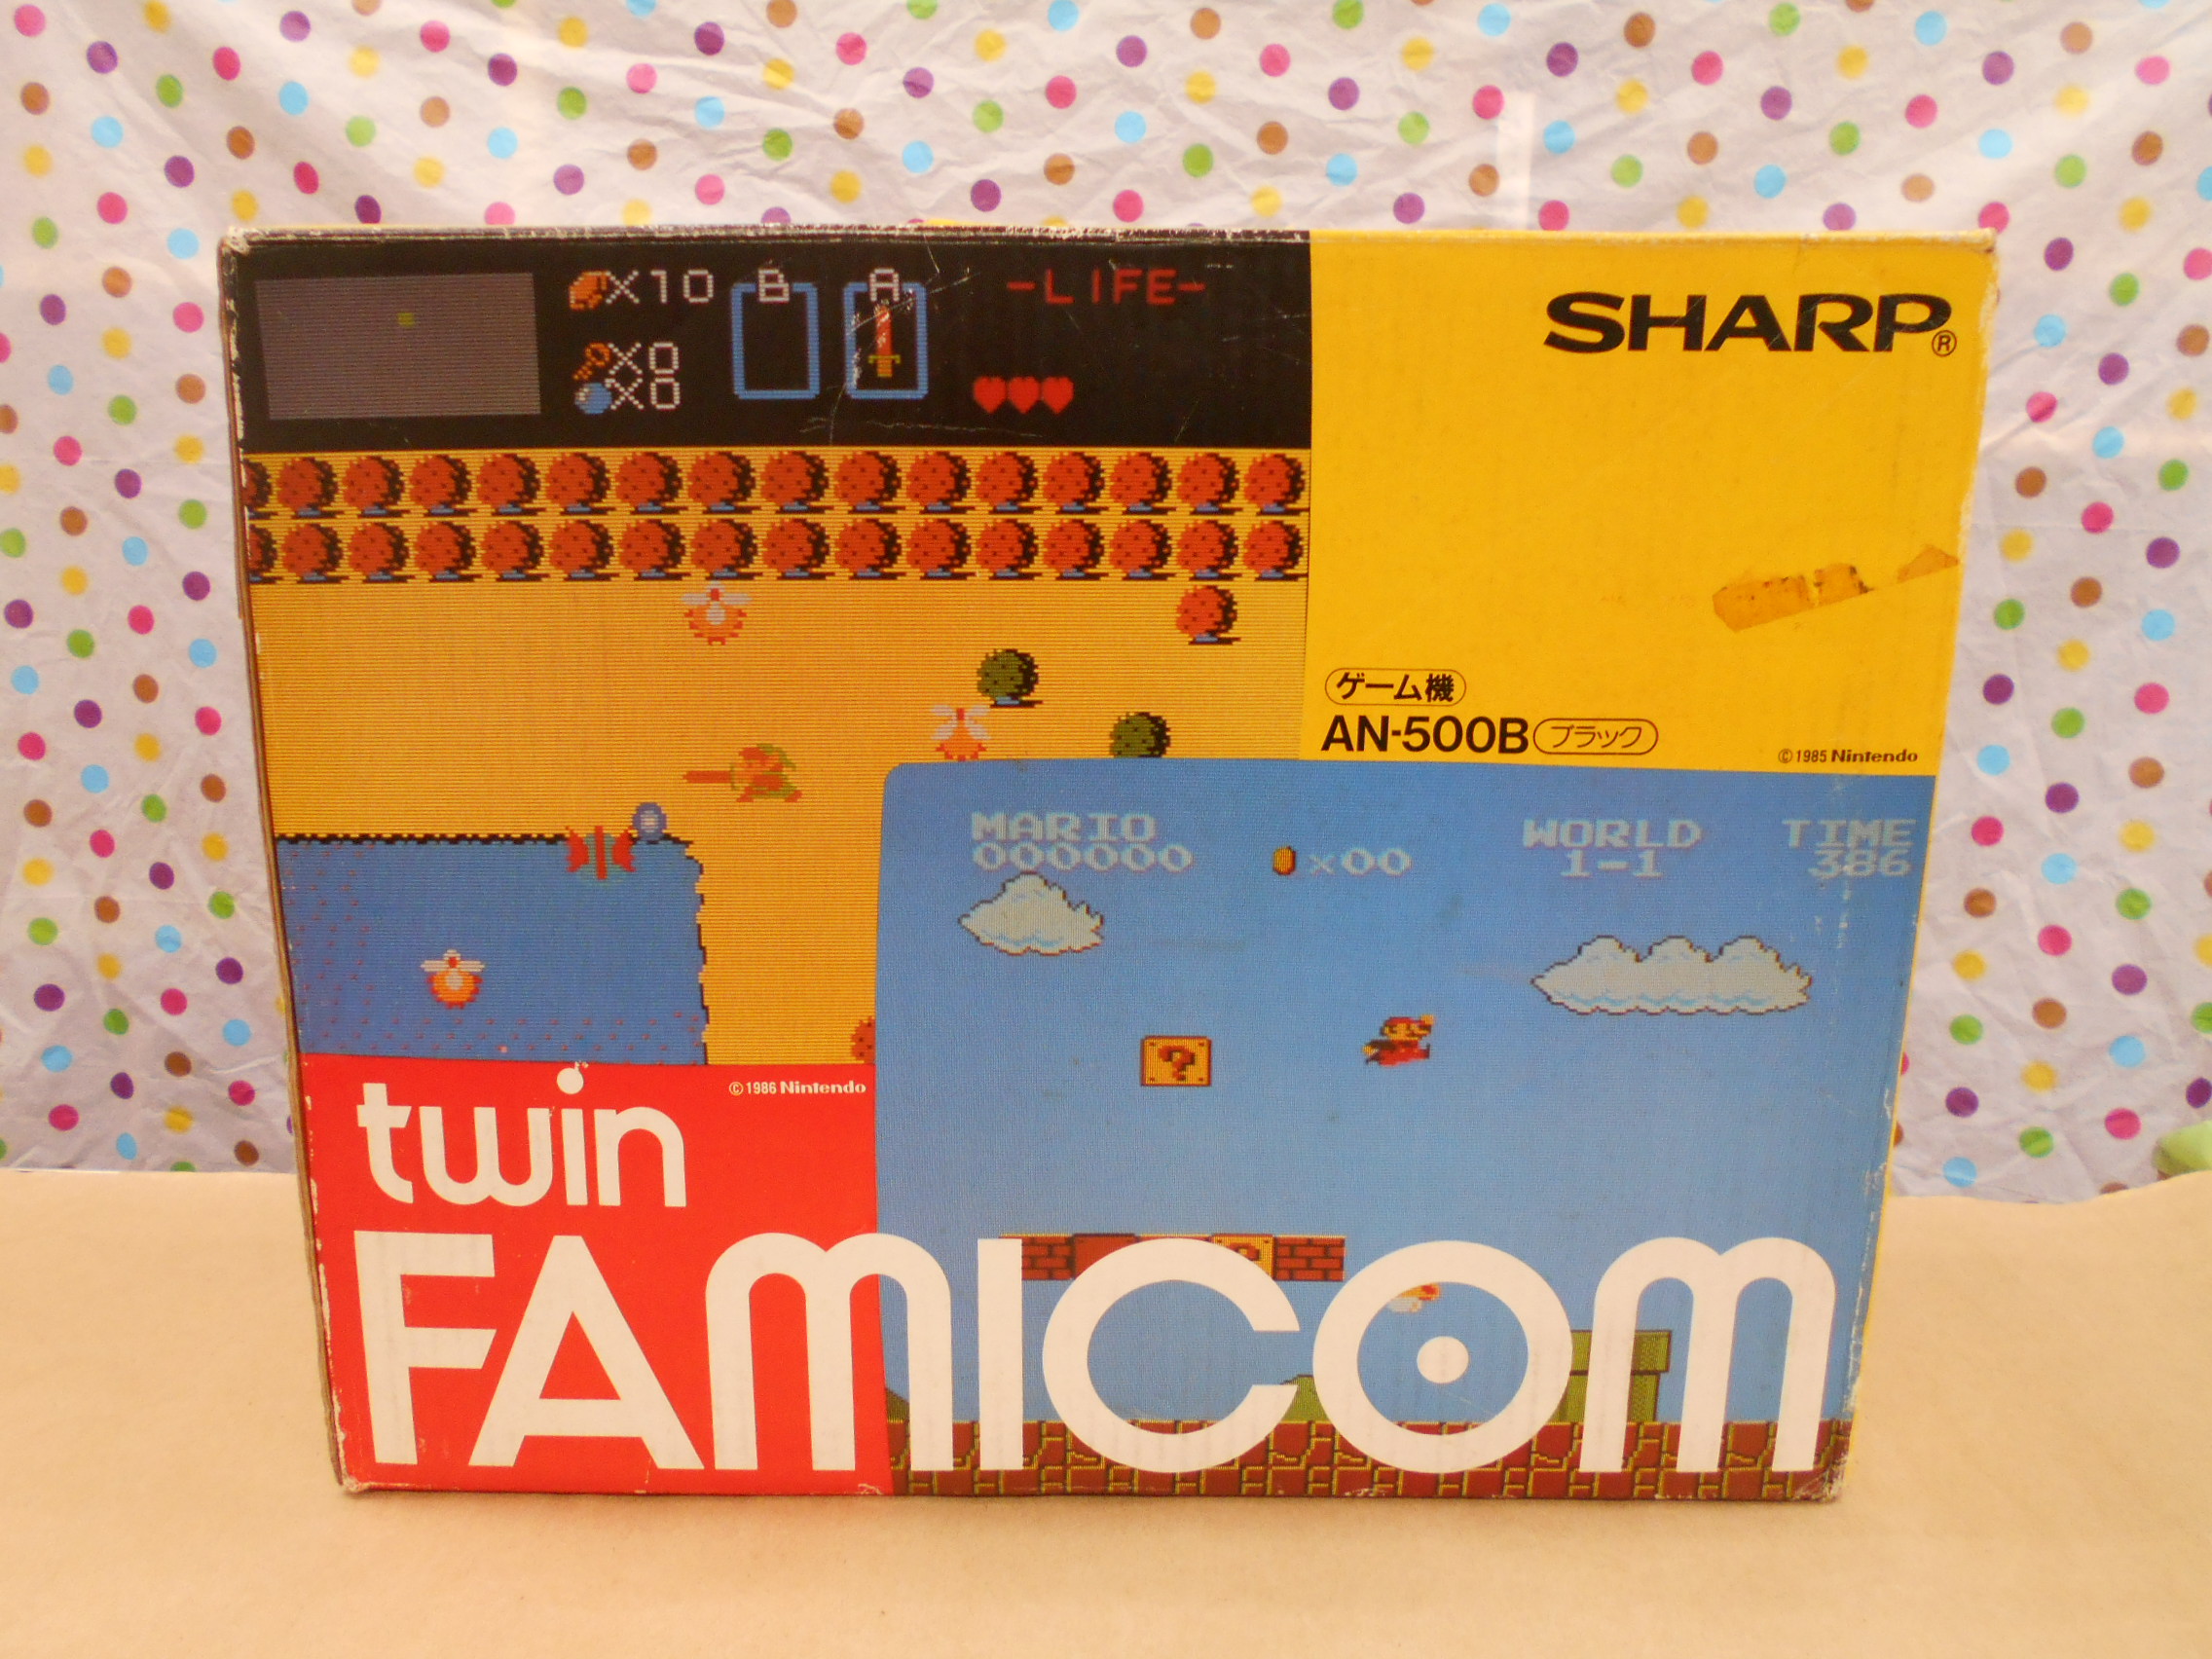 X10
B
A
-LIFE-
X0
X0
SHARP®
ゲーム機
AN-500B ブラック
©1985 Nintendo
MARIO
000000
x00
WORLD
1-1
TIME
386
?
©1986 Nintendo
twin
FAMICOM